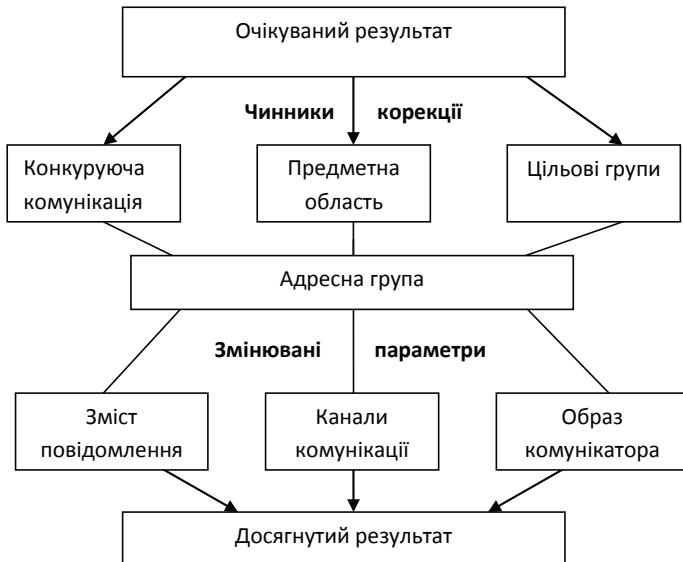 Очікуваний результат
Чинники корекції
Конкуруюча
комунікація
Предметна
область
Цільові групи
Адресна група
Змінювані параметри
Зміст
повідомлення
Канали
комунікації
Образ
комунікатора
Досягнутий результат